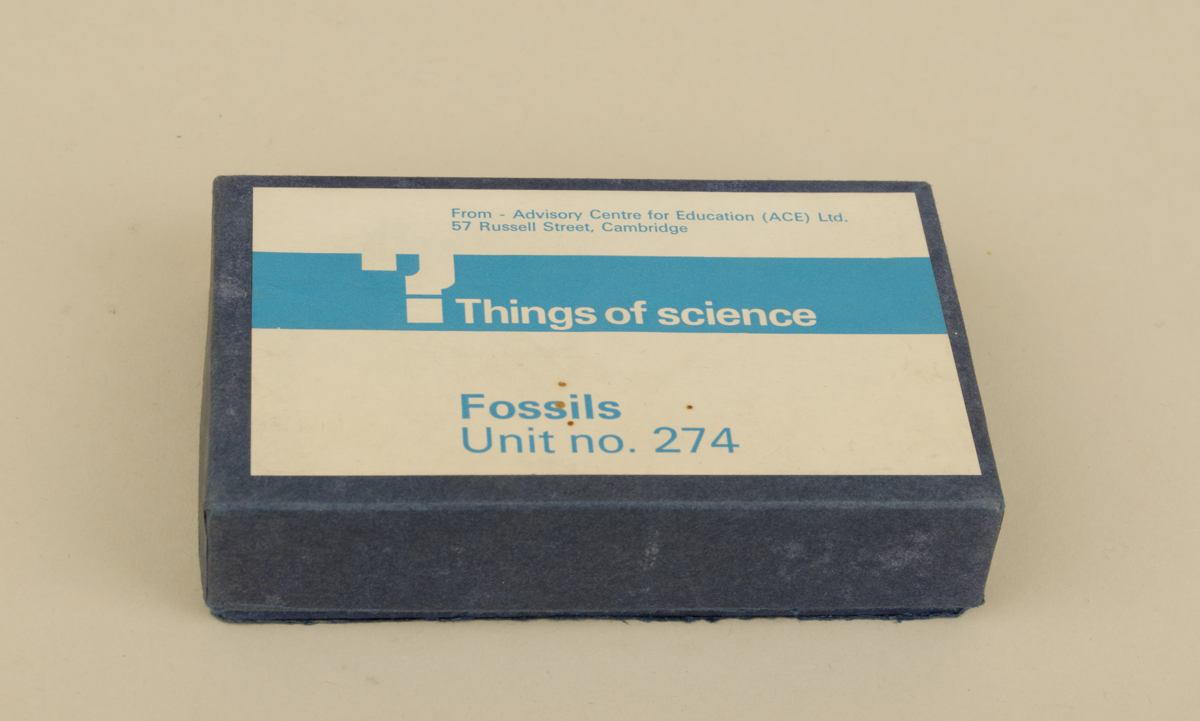 From - Advisory Centre for Education (ACE) Ltd.
57 Russell Street, Cambridge
? Things of science
Fossils
Unit no. 274